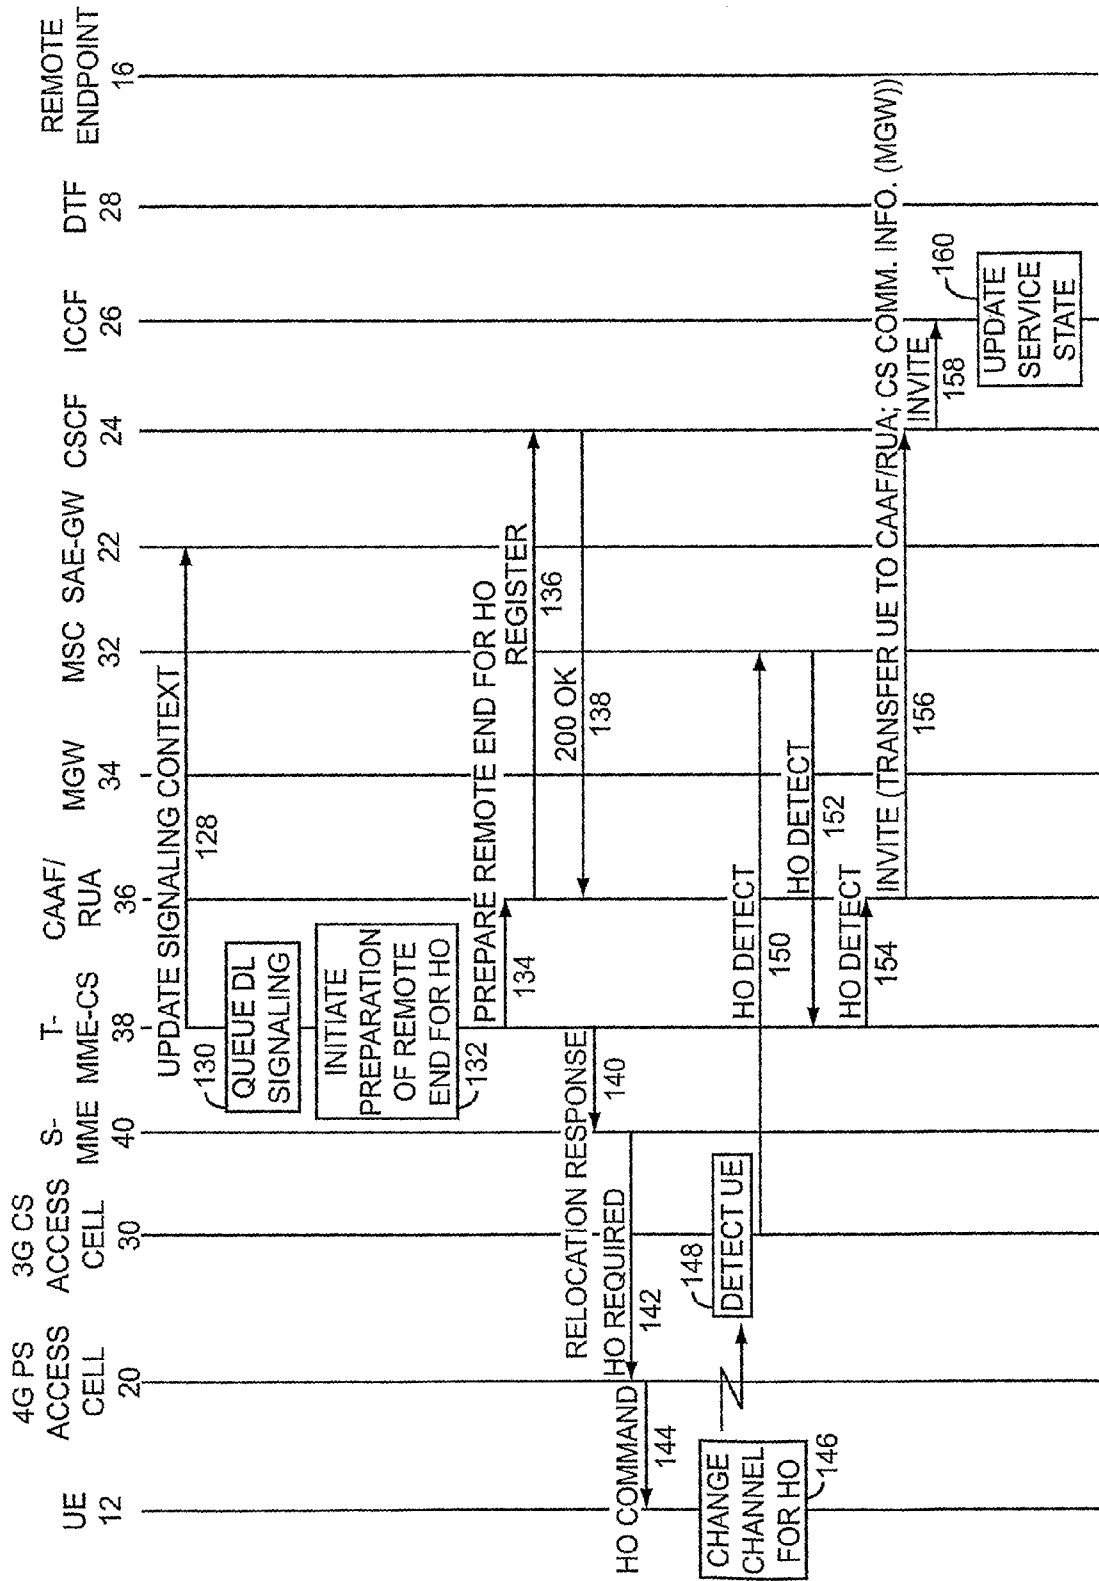 UE
12
4G PS
ACCESS
CELL
20
3G CS
ACCESS
CELL
30
S-
MME
40
T-
MME-CS
38
CAAF/
RUA
36
MGW
34
MSC
32
SAE-GW
22
CSCF
24
ICCF
26
DTF
28
REMOTE
ENDPOINT
16
UPDATE SIGNALING CONTEXT
128
130
QUEUE DL
SIGNALING
INITIATE
PREPARATION
OF REMOTE
END FOR HO
132
PREPARE REMOTE END FOR HO
134
REGISTER
136
200 OK
138
RELOCATION RESPONSE
140
HO REQUIRED
142
HO COMMAND
144
CHANGE
CHANNEL
FOR HO
146
148
DETECT UE
HO DETECT
150
HO DETECT
152
HO DETECT
154
INVITE (TRANSFER UE TO CAAF/RUA; CS COMM. INFO. (MGW))
156
INVITE
158
160
UPDATE
SERVICE
STATE